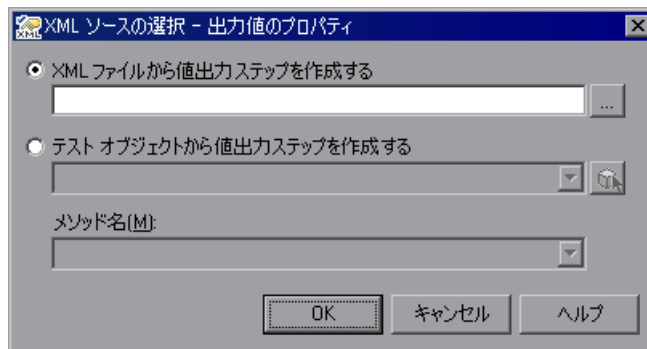 XML ソースの選択 - 出力値のプロパティ
XML ファイルから値出力ステップを作成する
...
テスト オブジェクトから値出力ステップを作成する
メソッド名(M):
OK キャンセル ヘルプ